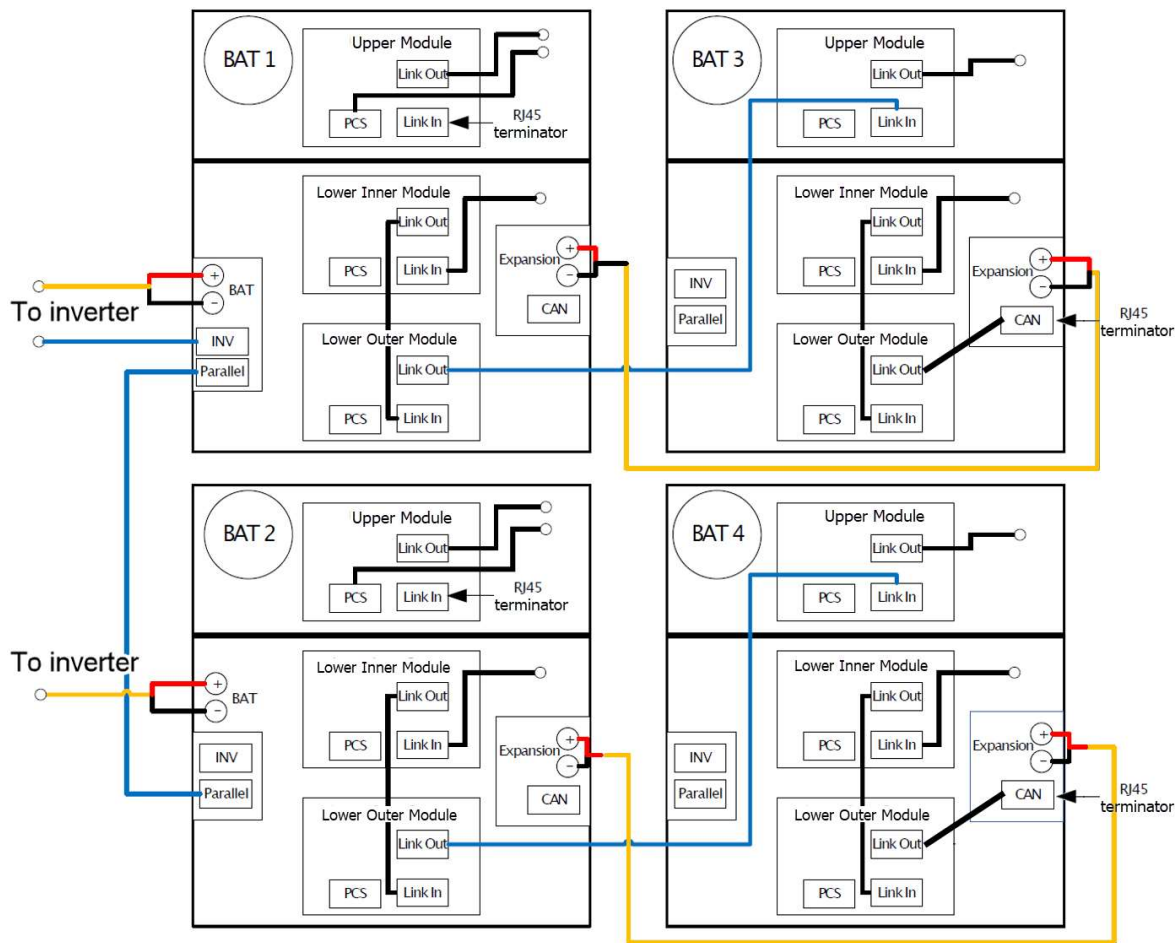 BAT 1
Upper Module
Link Out
PCS
Link In
RJ45
terminator
Lower Inner Module
Link Out
PCS
Link In
Expansion
+
-
CAN
+
-
BAT
To inverter
INV
Parallel
Lower Outer Module
Link Out
PCS
Link In
BAT 3
Upper Module
Link Out
PCS
Link In
Lower Inner Module
Link Out
PCS
Link In
INV
Parallel
Expansion
+
-
CAN
RJ45
terminator
Lower Outer Module
Link Out
PCS
Link In
BAT 2
Upper Module
Link Out
PCS
Link In
RJ45
terminator
To inverter
+
-
BAT
INV
Parallel
Lower Inner Module
Link Out
PCS
Link In
Expansion
+
-
CAN
Lower Outer Module
Link Out
PCS
Link In
BAT 4
Upper Module
Link Out
PCS
Link In
Lower Inner Module
Link Out
PCS
Link In
INV
Parallel
Expansion
+
-
CAN
RJ45
terminator
Lower Outer Module
Link Out
PCS
Link In